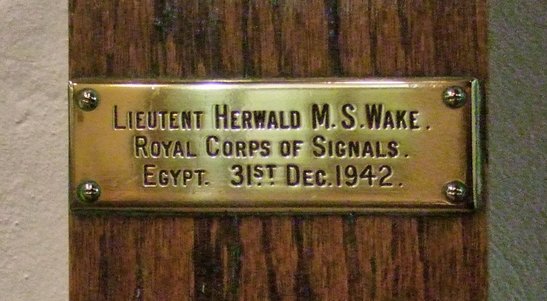 LIEUTENT HERWALD M.S.WAKE.
ROYAL CORPS OF SIGNALS.
EGYPT. 31ST DEC.1942.